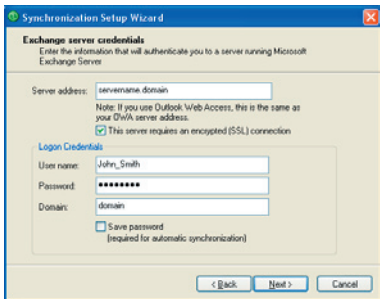 Synchronization Setup Wizard
Exchange server credentials
Enter the information that will authenticate you to a server running Microsoft
Exchange Server
Server address: servername.domain
Note: If you use Outlook Web Access, this is the same as
your OWA server address.
This server requires an encrypted (SSL) connection
Logon Credentials
User name: John_Smith
Password: ••••••••
Domain: domain
Save password
(required for automatic synchronization)
< Back Next > Cancel